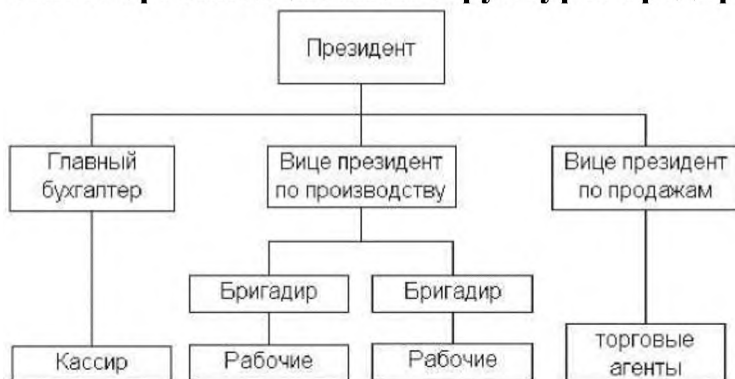 Президент
Главный
бухгалтер
Вице президент
по производству
Вице президент
по продажам
Бригадир
Бригадир
Кассир
Рабочие
Рабочие
торговые
агенты